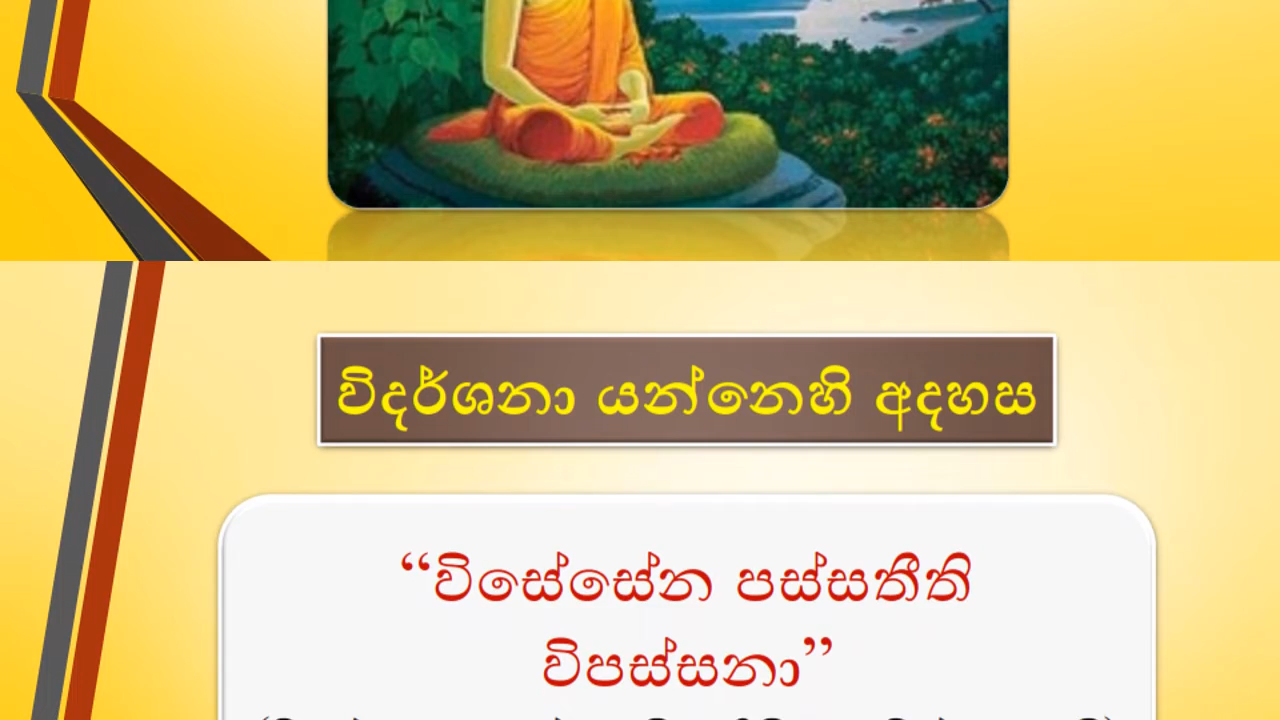 විදර්ශනා යන්නෙහි අදහස
“විසේසේන පස්සතීති
විපස්සනා”